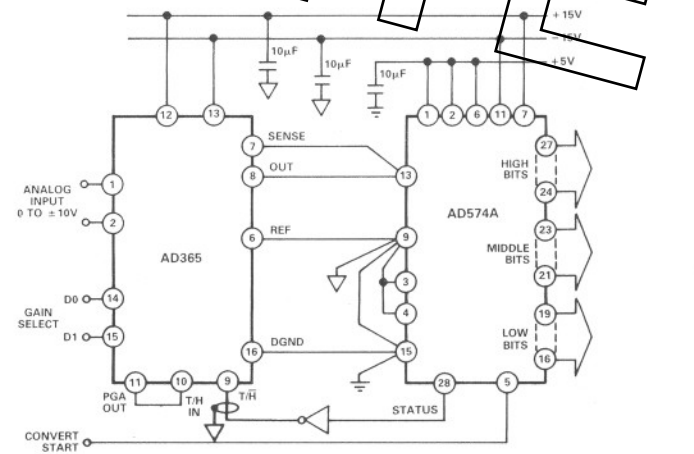 +15V
-15V
+5V
10µF
10µF
10µF
12
13
1
2
6
11
7
7
SENSE
8
OUT
13
27
HIGH
BITS
24
ANALOG
INPUT
0 TO ±10V
1
2
AD365
6
REF
9
AD574A
23
MIDDLE
BITS
21
3
4
GAIN
SELECT
D0
14
D1
15
16
DGND
15
19
LOW
BITS
16
11
10
9
28
5
PGA
OUT
T/H
IN
T/H̅
STATUS
CONVERT
START